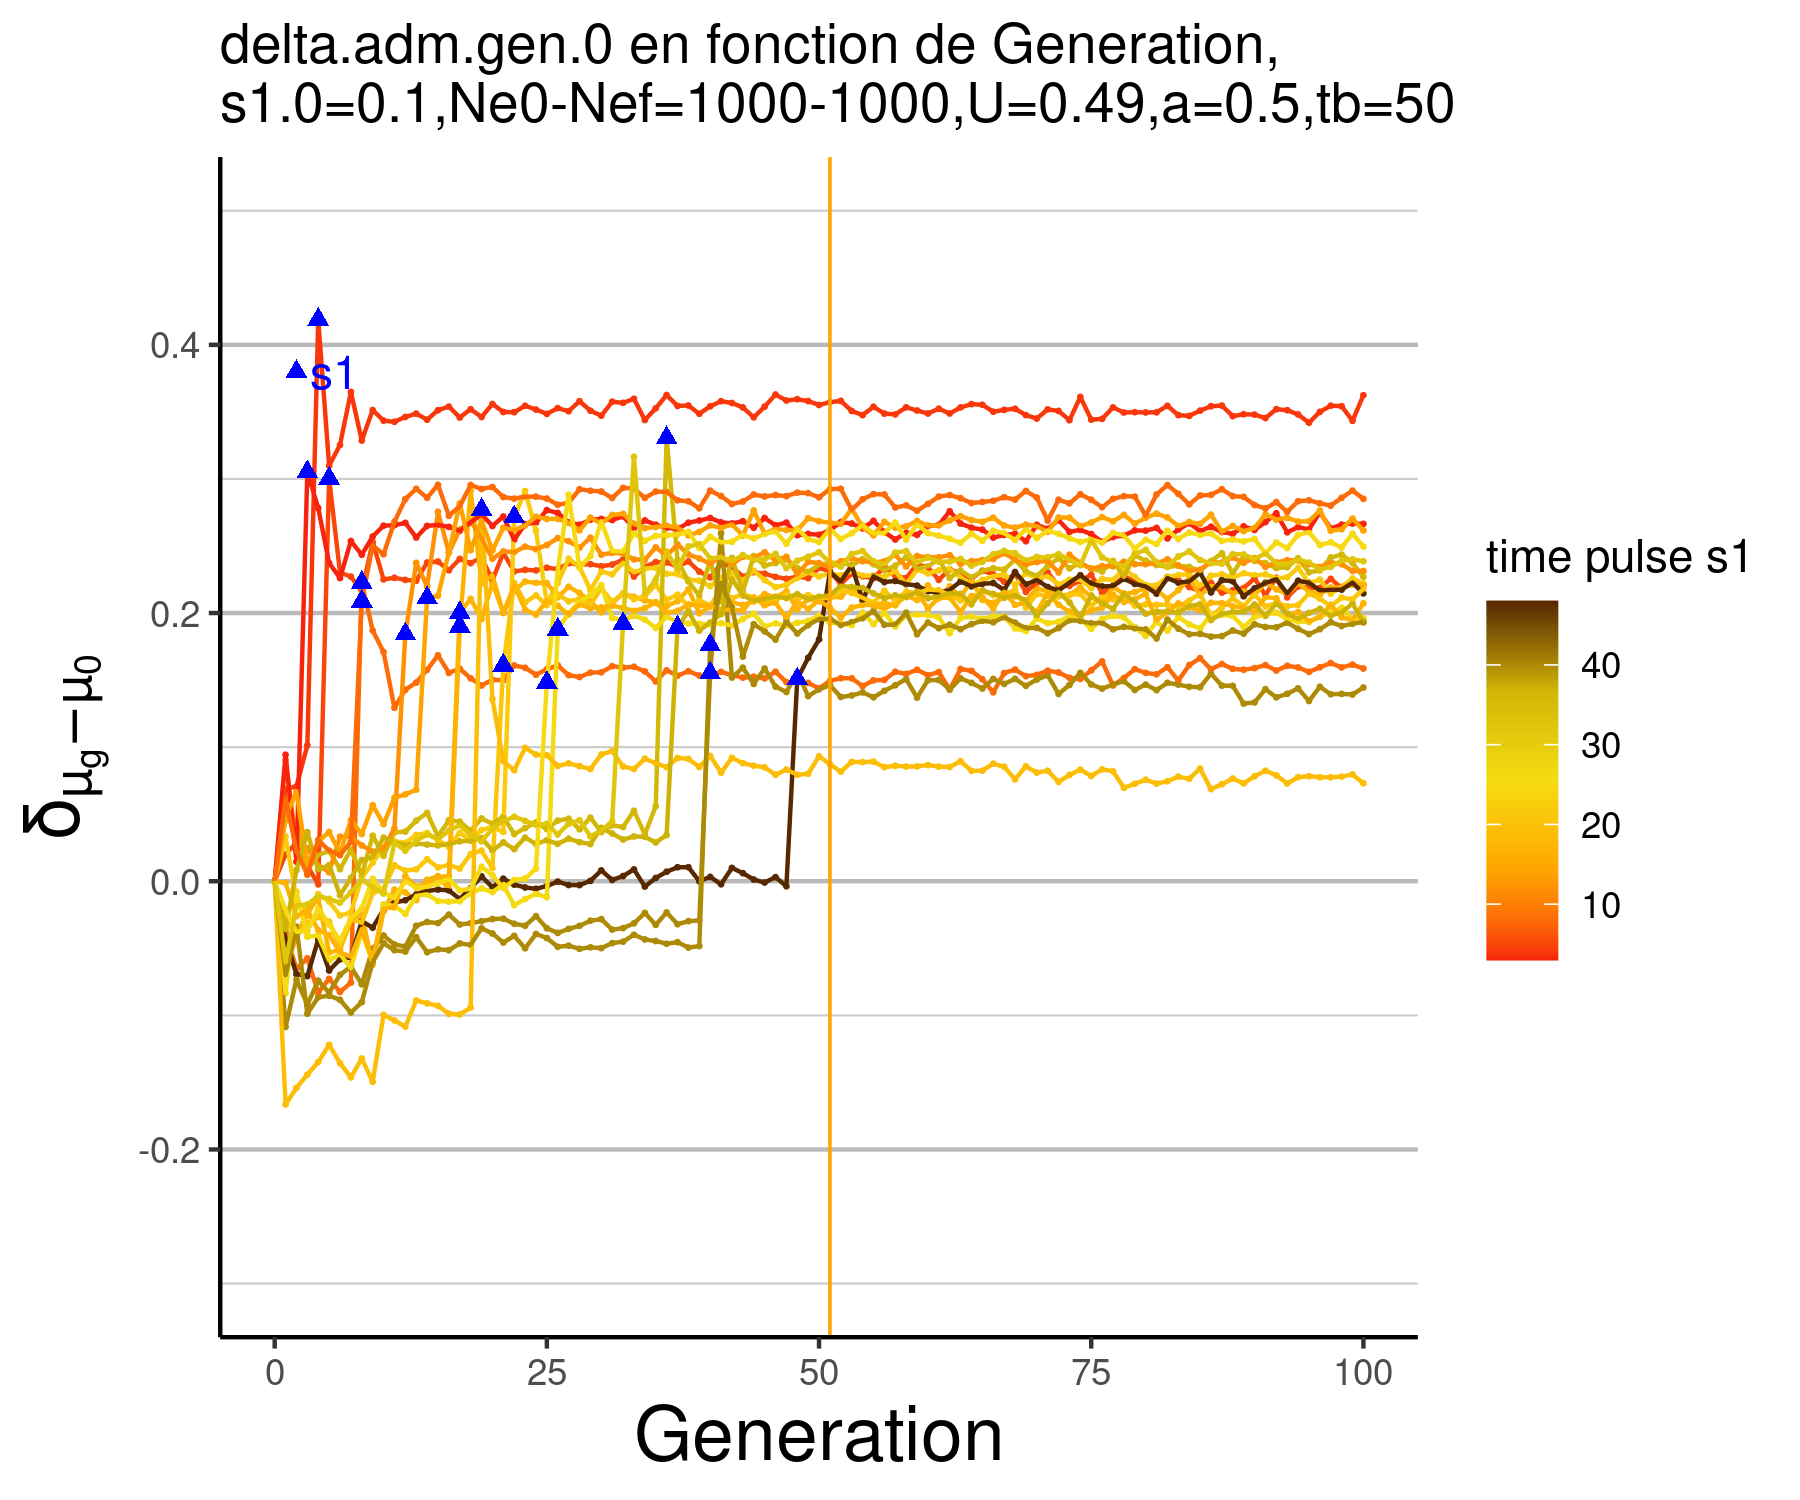 delta.adm.gen.0 en fonction de Generation,
s1.0=0.1,Ne0-Nef=1000-1000,U=0.49,a=0.5,tb=50
0.4
0.2
0.0
-0.2
δμg−μ0
s1
0 25 50 75 100
Generation
time pulse s1
40
30
20
10